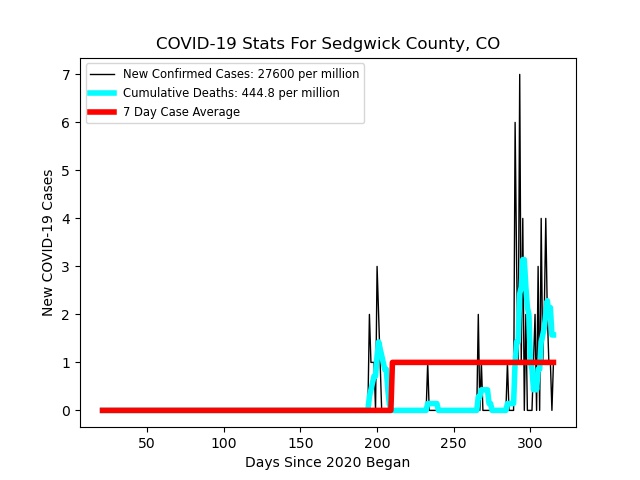 COVID-19 Stats For Sedgwick County, CO
New Confirmed Cases: 27600 per million
Cumulative Deaths: 444.8 per million
7 Day Case Average
7
6
5
4
3
2
1
0
New COVID-19 Cases
50 100 150 200 250 300
Days Since 2020 Began